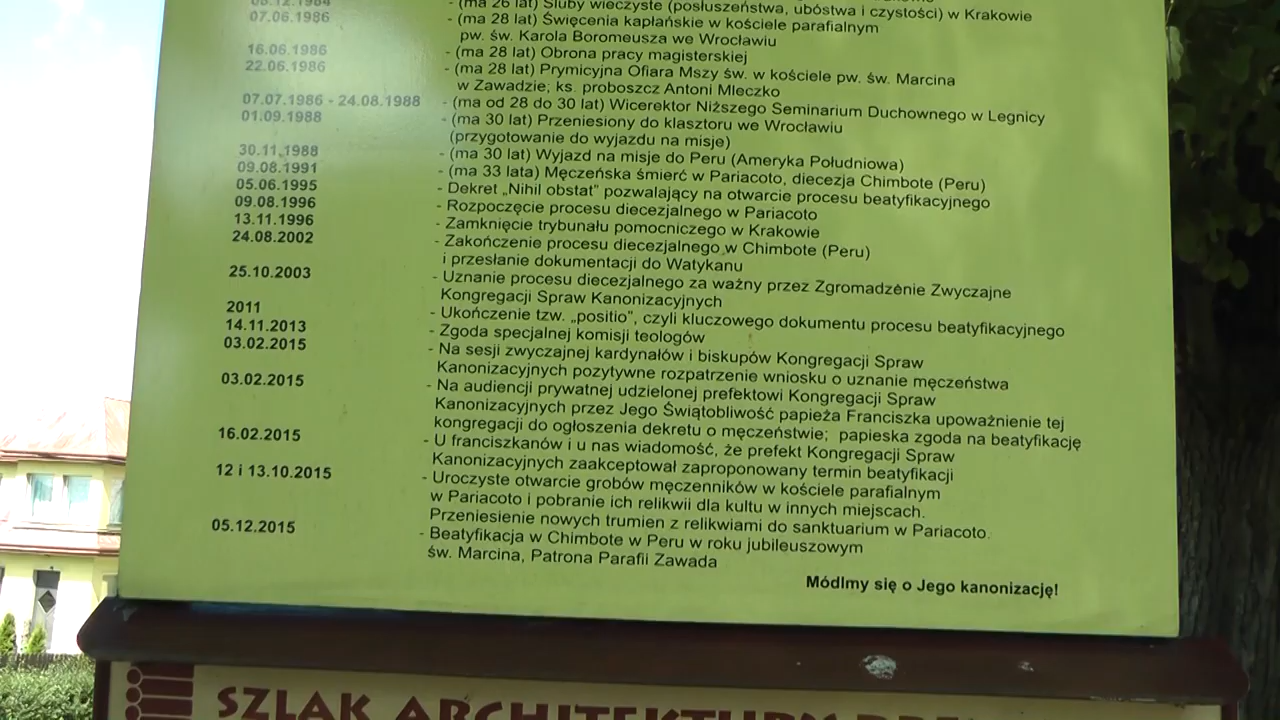 08.12.1984 - (ma 26 lat) Śluby wieczyste (posłuszeństwa, ubóstwa i czystości) w Krakowie
07.06.1986 - (ma 28 lat) Święcenia kapłańskie w kościele parafialnym
pw. św. Karola Boromeusza we Wrocławiu
16.06.1986 - (ma 28 lat) Obrona pracy magisterskiej
22.06.1986 - (ma 28 lat) Prymicyjna Ofiara Mszy św. w kościele pw. św. Marcina
w Zawadzie; ks. proboszcz Antoni Mleczko
07.07.1986 - 24.08.1988 - (ma od 28 do 30 lat) Wicerektor Niższego Seminarium Duchownego w Legnicy
01.09.1988 - (ma 30 lat) Przeniesiony do klasztoru we Wrocławiu
(przygotowanie do wyjazdu na misje)
30.11.1988 - (ma 30 lat) Wyjazd na misje do Peru (Ameryka Południowa)
09.08.1991 - (ma 33 lata) Męczeńska śmierć w Pariacoto, diecezja Chimbote (Peru)
05.06.1995 - Dekret „Nihil obstat" pozwalający na otwarcie procesu beatyfikacyjnego
09.08.1996 - Rozpoczęcie procesu diecezjalnego w Pariacoto
13.11.1996 - Zamknięcie trybunału pomocniczego w Krakowie
24.08.2002 - Zakończenie procesu diecezjalnego w Chimbote (Peru)
i przesłanie dokumentacji do Watykanu
25.10.2003 - Uznanie procesu diecezjalnego za ważny przez Zgromadzenie Zwyczajne
Kongregacji Spraw Kanonizacyjnych
2011 - Ukończenie tzw. „positio", czyli kluczowego dokumentu procesu beatyfikacyjnego
14.11.2013 - Zgoda specjalnej komisji teologów
03.02.2015 - Na sesji zwyczajnej kardynałów i biskupów Kongregacji Spraw
Kanonizacyjnych pozytywne rozpatrzenie wniosku o uznanie męczeństwa
03.02.2015 - Na audiencji prywatnej udzielonej prefektowi Kongregacji Spraw
Kanonizacyjnych przez Jego Świątobliwość papieża Franciszka upoważnienie tej
kongregacji do ogłoszenia dekretu o męczeństwie; papieska zgoda na beatyfikację
16.02.2015 - U franciszkanów i u nas wiadomość, że prefekt Kongregacji Spraw
Kanonizacyjnych zaakceptował zaproponowany termin beatyfikacji
12 i 13.10.2015 - Uroczyste otwarcie grobów męczenników w kościele parafialnym
w Pariacoto i pobranie ich relikwii dla kultu w innych miejscach.
Przeniesienie nowych trumien z relikwiami do sanktuarium w Pariacoto.
05.12.2015 - Beatyfikacja w Chimbote w Peru w roku jubileuszowym
św. Marcina, Patrona Parafii Zawada
Módlmy się o Jego kanonizację!
SZLAK ARCHITEKTURY